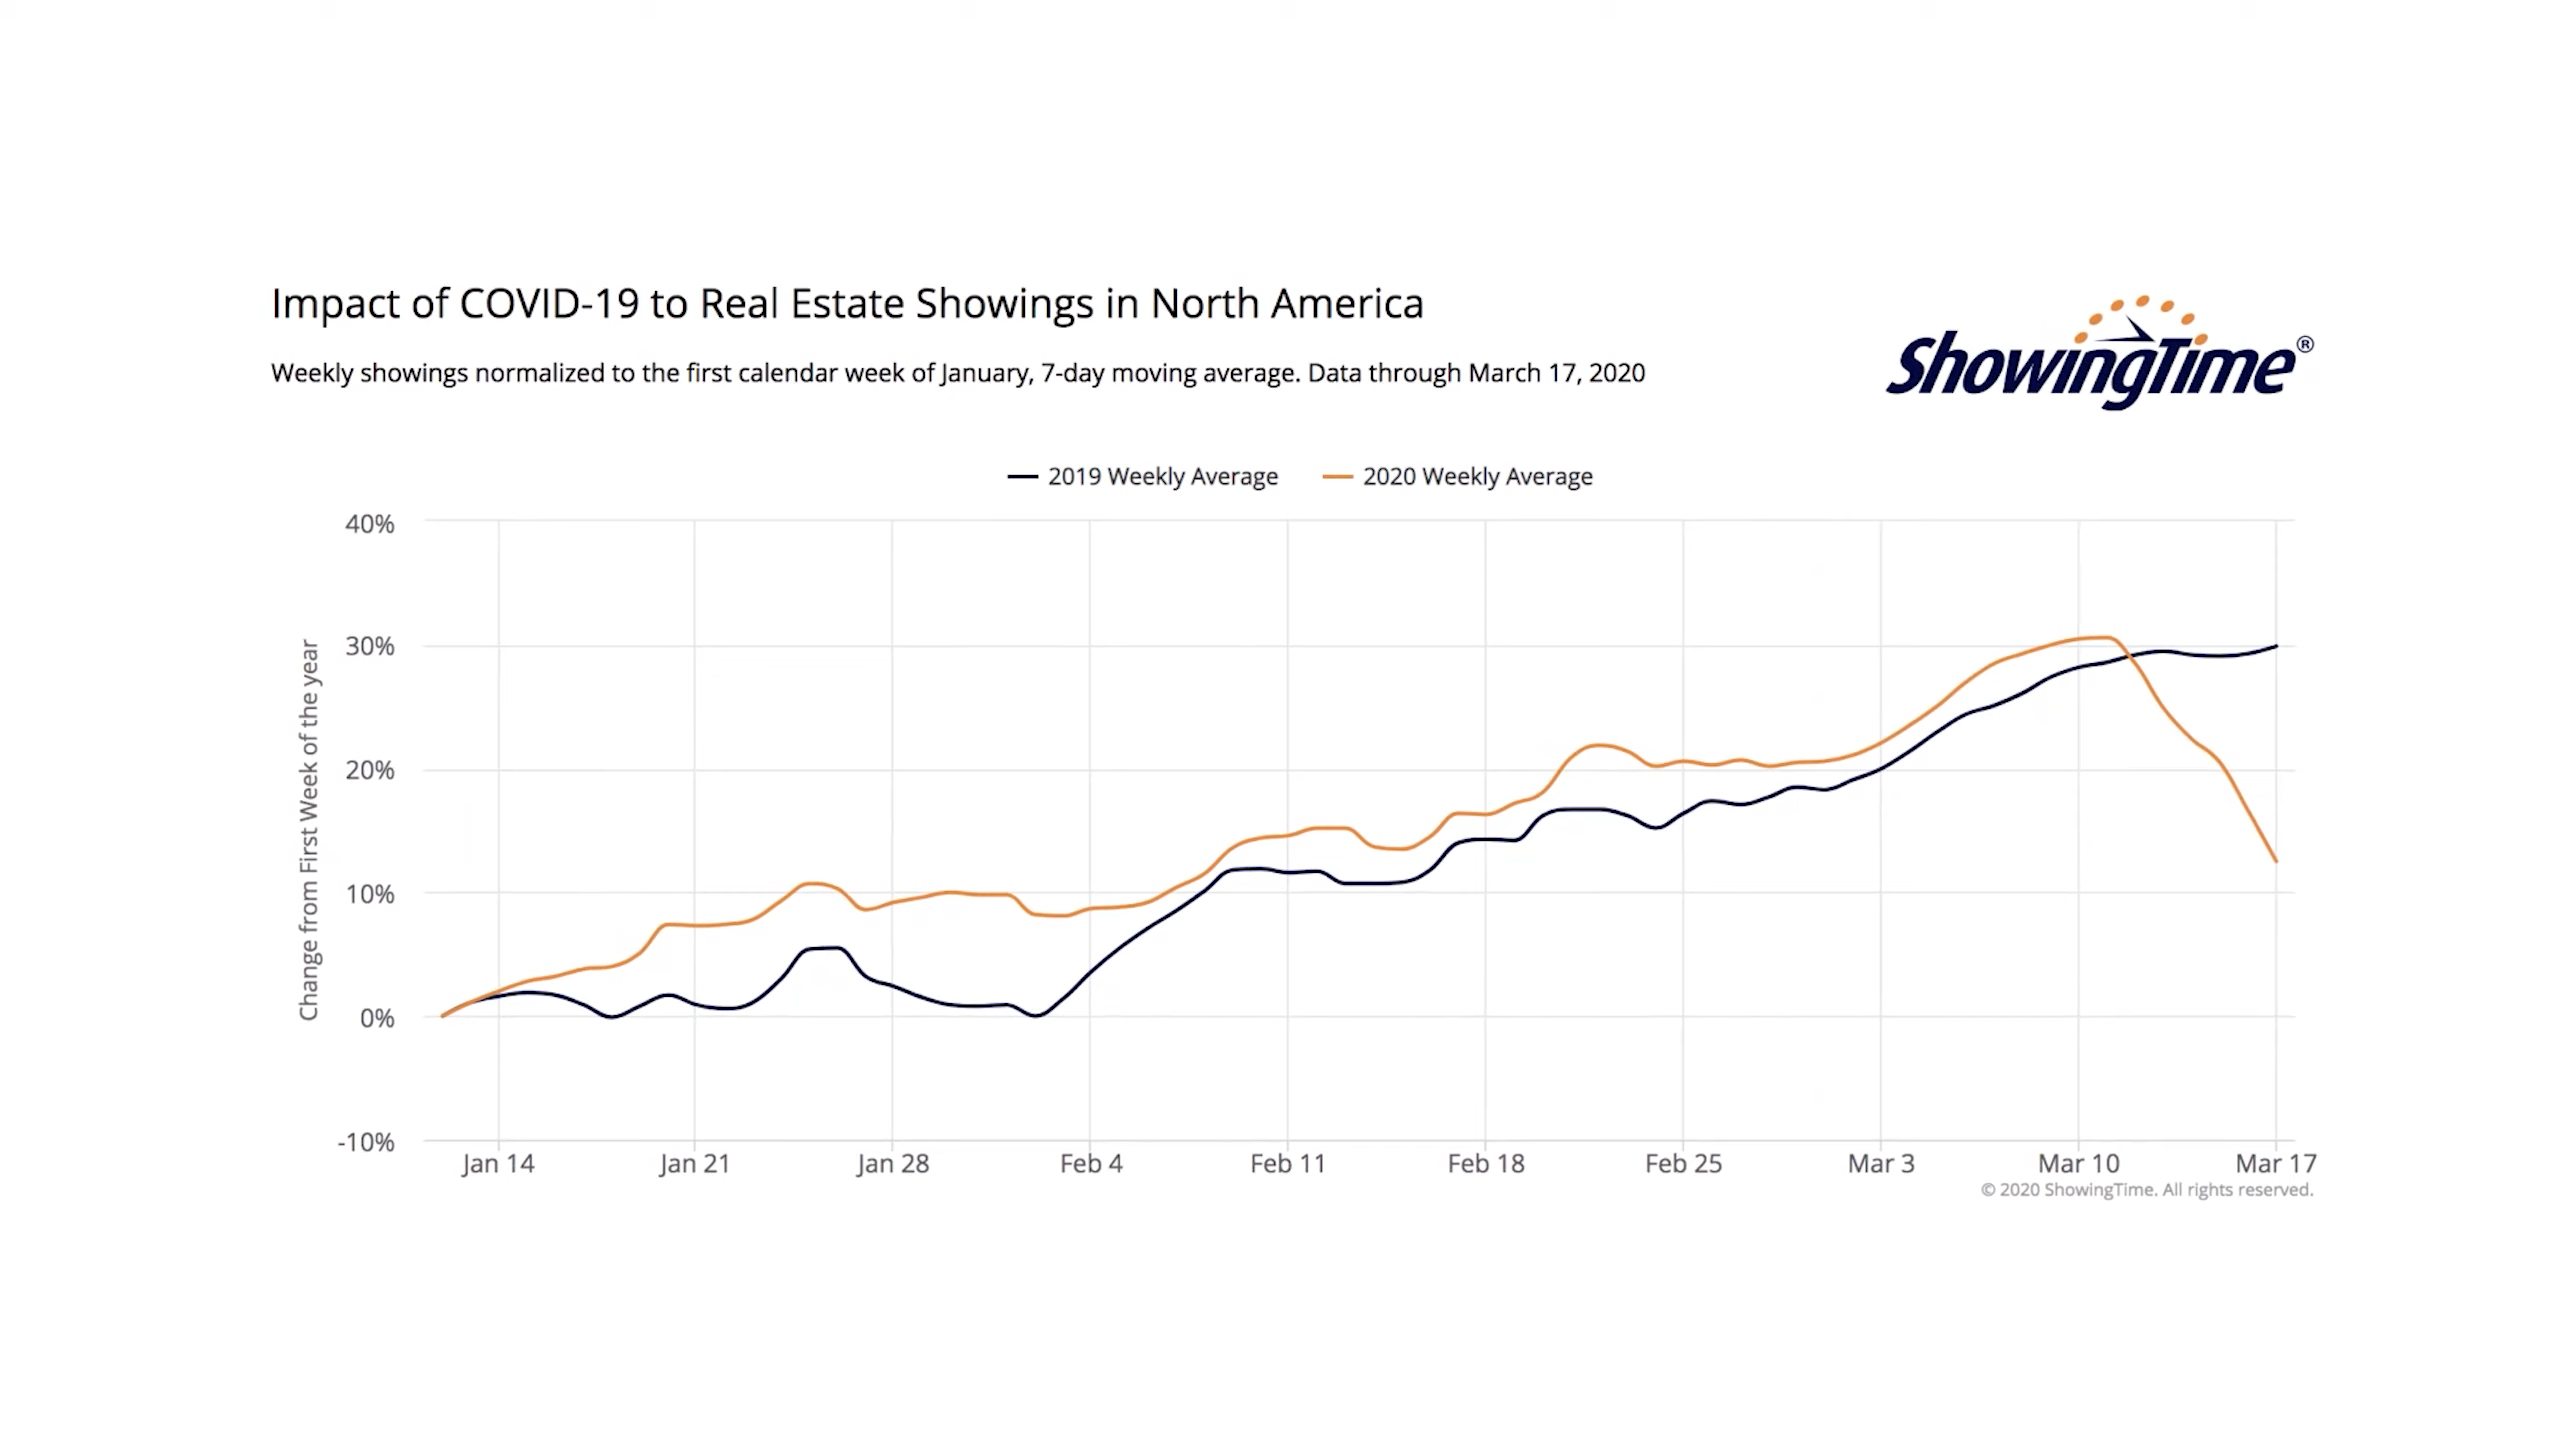 Impact of COVID-19 to Real Estate Showings in North America
Weekly showings normalized to the first calendar week of January, 7-day moving average. Data through March 17, 2020
ShowingTime®
2019 Weekly Average
2020 Weekly Average
Change from First Week of the year
40%
30%
20%
10%
0%
-10%
Jan 14
Jan 21
Jan 28
Feb 4
Feb 11
Feb 18
Feb 25
Mar 3
Mar 10
Mar 17
© 2020 ShowingTime. All rights reserved.